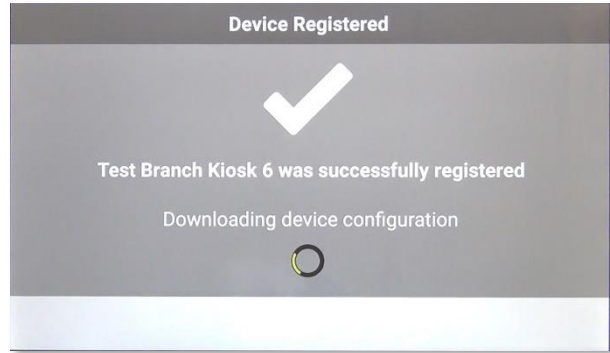 Device Registered
Test Branch Kiosk 6 was successfully registered
Downloading device configuration